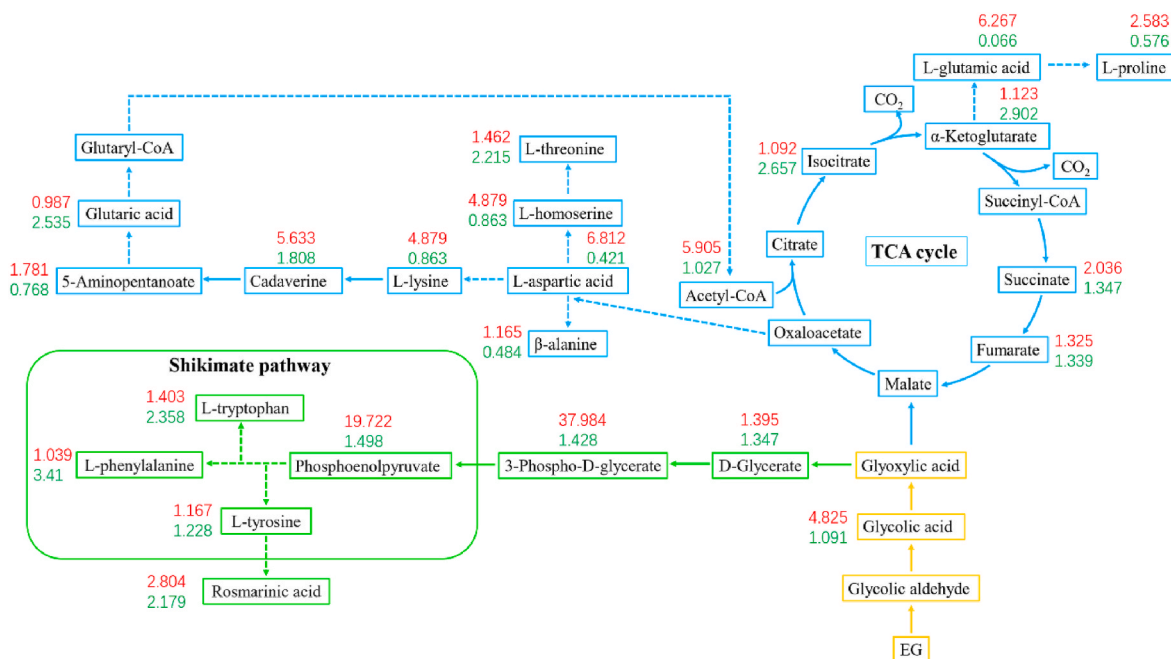 6.267
0.066
L-glutamic acid
2.583
0.576
L-proline
CO2
1.123
2.902
α-Ketoglutarate
Glutaryl-CoA
1.462
2.215
L-threonine
1.092
2.657
Isocitrate
CO2
Succinyl-CoA
0.987
2.535
Glutaric acid
4.879
0.863
L-homoserine
Citrate
TCA cycle
5.633
1.808
4.879
0.863
6.812
0.421
5.905
1.027
1.781
0.768
5-Aminopentanoate
Cadaverine
L-lysine
L-aspartic acid
Acetyl-CoA
Succinate
2.036
1.347
Oxaloacetate
1.165
0.484
β-alanine
Fumarate
1.325
1.339
Malate
Shikimate pathway
1.403
2.358
L-tryptophan
19.722
1.498
37.984
1.428
1.395
1.347
1.039
3.41
L-phenylalanine
Phosphoenolpyruvate
3-Phospho-D-glycerate
D-Glycerate
Glyoxylic acid
1.167
1.228
L-tyrosine
4.825
1.091
Glycolic acid
2.804
2.179
Rosmarinic acid
Glycolic aldehyde
EG